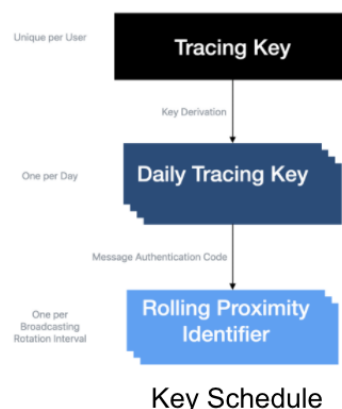 Unique per User
Tracing Key
Key Derivation
One per Day
Daily Tracing Key
Message Authentication Code
One per
Broadcasting
Rotation Interval
Rolling Proximity
Identifier
Key Schedule